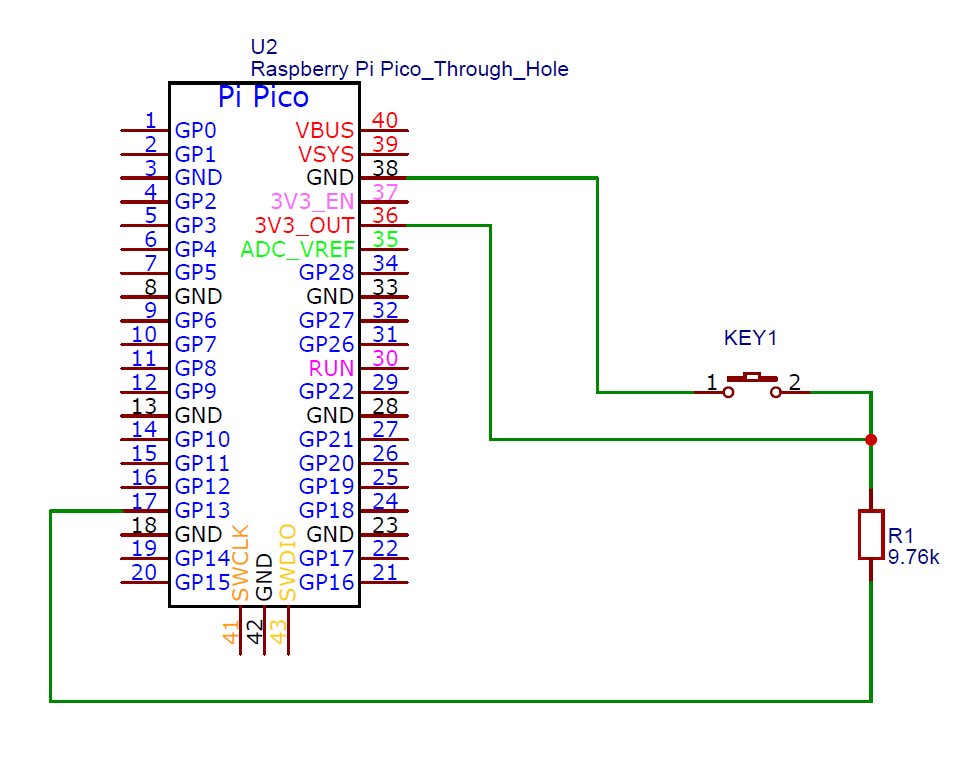 U2
Raspberry Pi Pico_Through_Hole
Pi Pico
1 GP0 VBUS 40
2 GP1 VSYS 39
3 GND GND 38
4 GP2 3V3_EN 37
5 GP3 3V3_OUT 36
6 GP4 ADC_VREF 35
7 GP5 GP28 34
8 GND GND 33
9 GP6 GP27 32
10 GP7 GP26 31
11 GP8 RUN 30
12 GP9 GP22 29
13 GND GND 28
14 GP10 GP21 27
15 GP11 GP20 26
16 GP12 GP19 25
17 GP13 GP18 24
18 GND GND 23
19 GP14 GP17 22
20 GP15 GP16 21
SWCLK
GND
SWDIO
41
42
43
KEY1
1 2
R1
9.76k